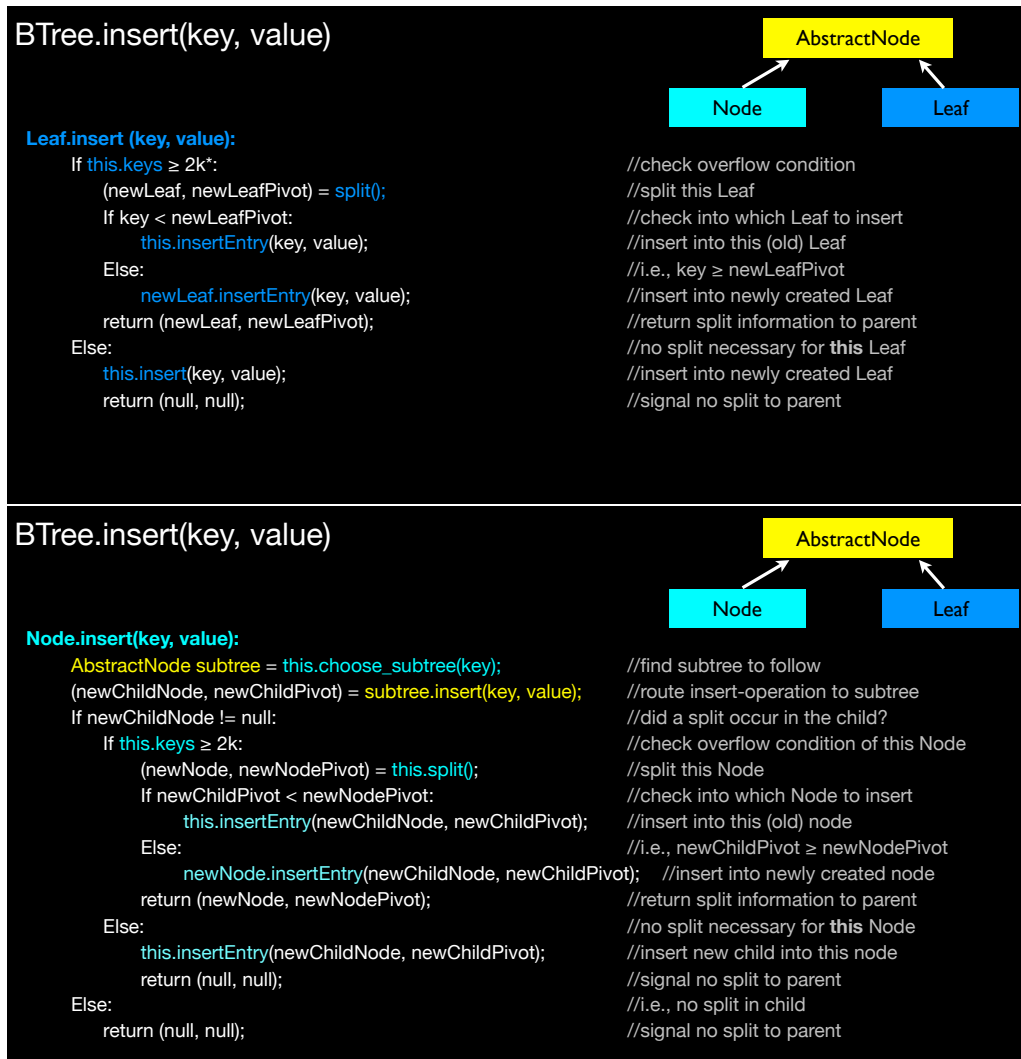 BTree.insert(key, value)
AbstractNode
Node
Leaf
Leaf.insert (key, value):
If this.keys ≥ 2k*: //check overflow condition
(newLeaf, newLeafPivot) = split(); //split this Leaf
If key < newLeafPivot: //check into which Leaf to insert
this.insertEntry(key, value); //insert into this (old) Leaf
Else: //i.e., key ≥ newLeafPivot
newLeaf.insertEntry(key, value); //insert into newly created Leaf
return (newLeaf, newLeafPivot); //return split information to parent
Else: //no split necessary for this Leaf
this.insert(key, value); //insert into newly created Leaf
return (null, null); //signal no split to parent
BTree.insert(key, value)
AbstractNode
Node
Leaf
Node.insert(key, value):
AbstractNode subtree = this.choose_subtree(key); //find subtree to follow
(newChildNode, newChildPivot) = subtree.insert(key, value); //route insert-operation to subtree
If newChildNode != null: //did a split occur in the child?
If this.keys ≥ 2k: //check overflow condition of this Node
(newNode, newNodePivot) = this.split(); //split this Node
If newChildPivot < newNodePivot: //check into which Node to insert
this.insertEntry(newChildNode, newChildPivot); //insert into this (old) node
Else: //i.e., newChildPivot ≥ newNodePivot
newNode.insertEntry(newChildNode, newChildPivot); //insert into newly created node
return (newNode, newNodePivot); //return split information to parent
Else: //no split necessary for this Node
this.insertEntry(newChildNode, newChildPivot); //insert new child into this node
return (null, null); //signal no split to parent
Else: //i.e., no split in child
return (null, null); //signal no split to parent